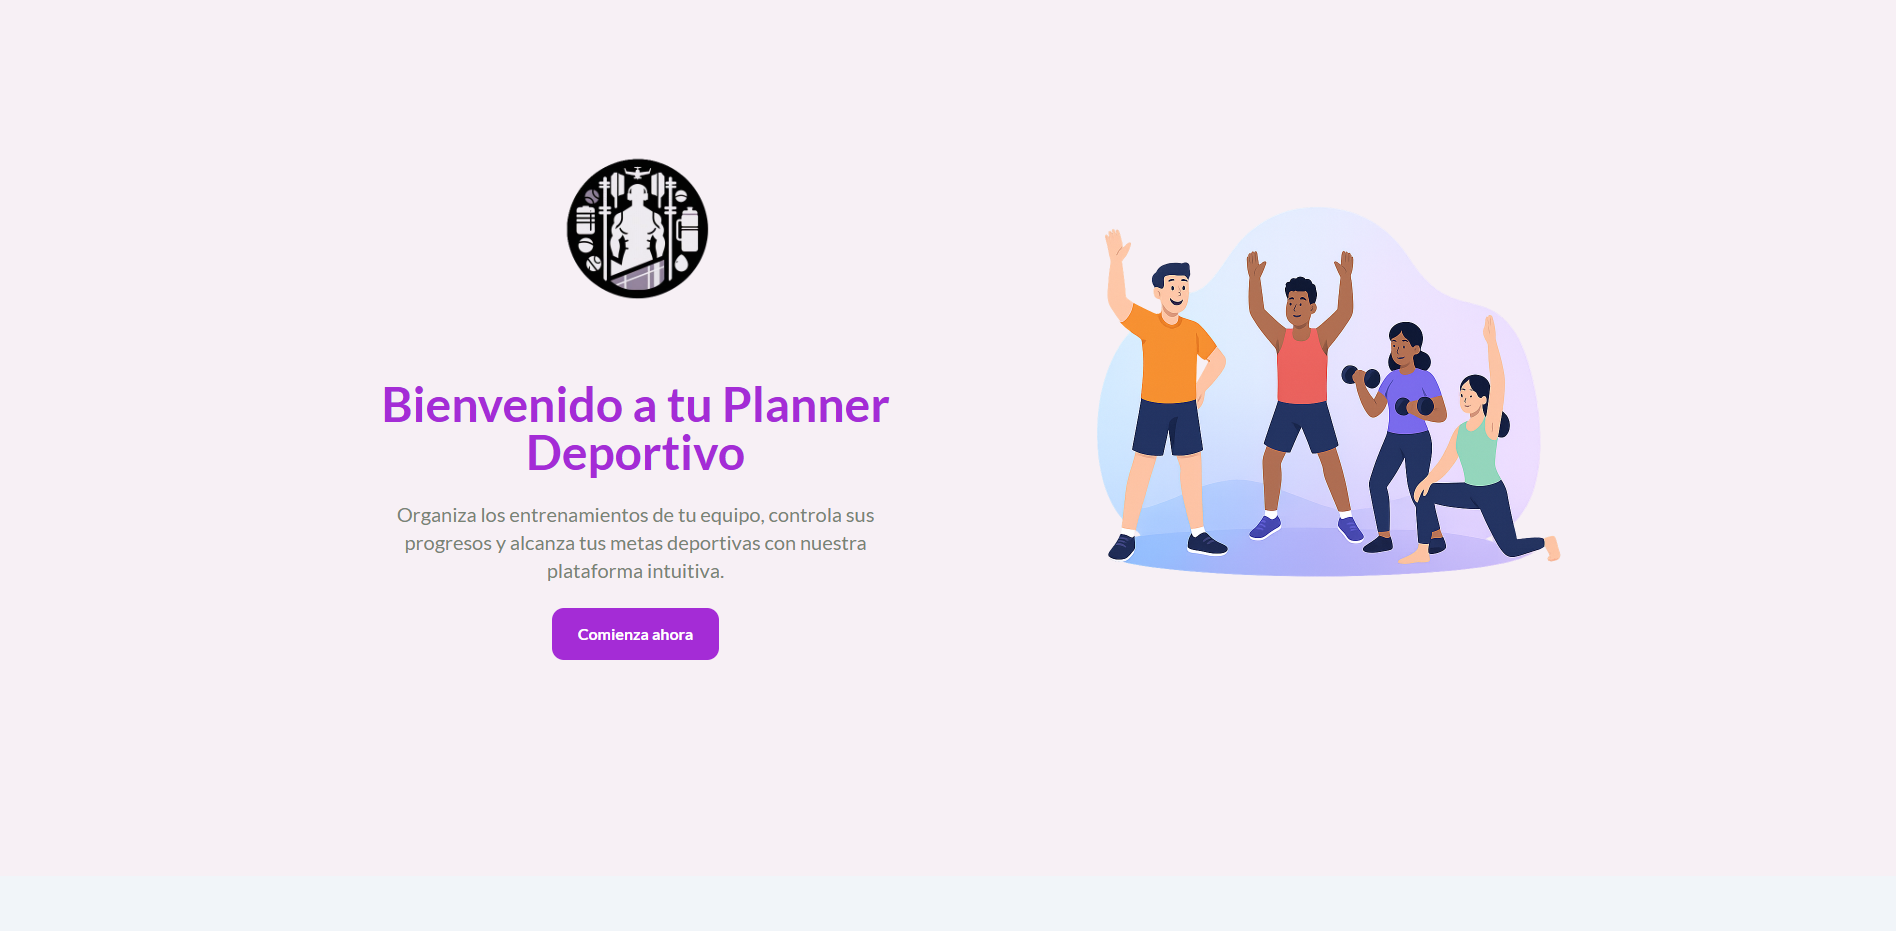 Bienvenido a tu Planner
Deportivo
Organiza los entrenamientos de tu equipo, controla sus
progresos y alcanza tus metas deportivas con nuestra
plataforma intuitiva.
Comienza ahora